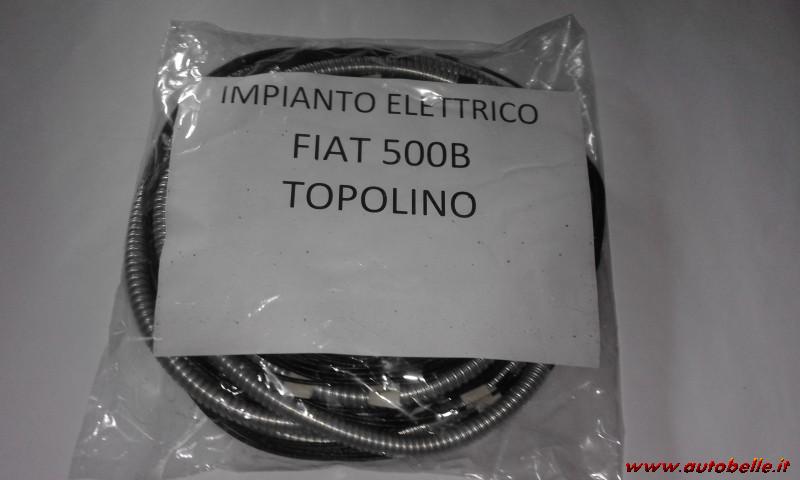 IMPIANTO ELETTRICO
FIAT 500B
TOPOLINO
www.autobelle.it